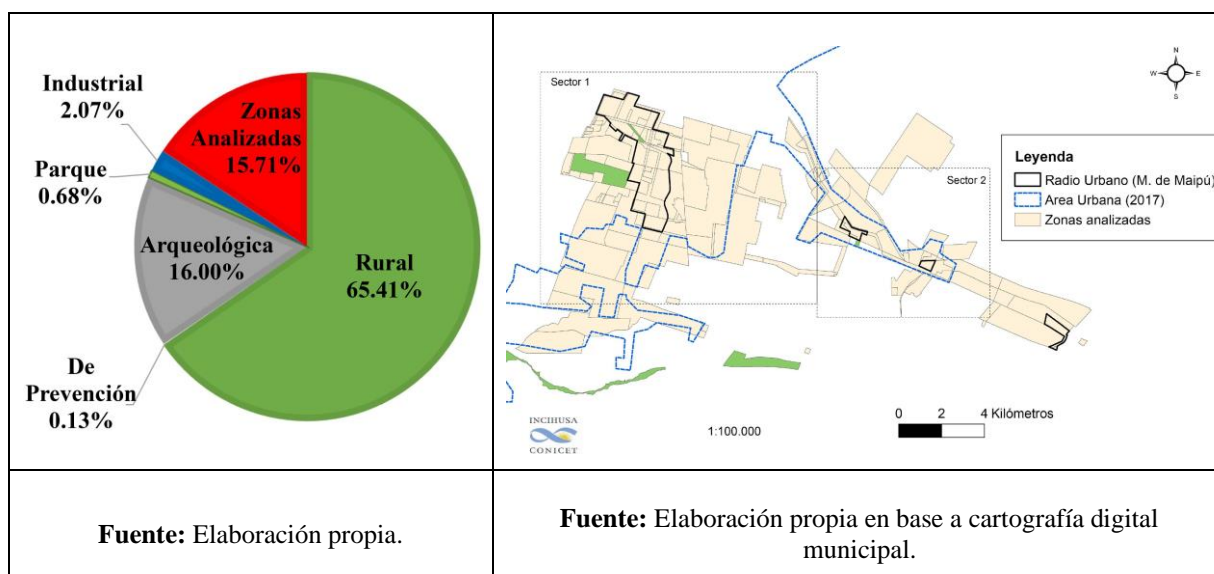 Industrial
2.07%
Zonas
Analizadas
15.71%
Parque
0.68%
Arqueológica
16.00%
Rural
65.41%
De
Prevención
0.13%
Sector 1
Sector 2
N
W E
S
Leyenda
Radio Urbano (M. de Maipú)
Area Urbana (2017)
Zonas analizadas
INCIHUSA
CONICET
1:100.000
0 2 4 Kilómetros
Fuente: Elaboración propia.
Fuente: Elaboración propia en base a cartografía digital
municipal.